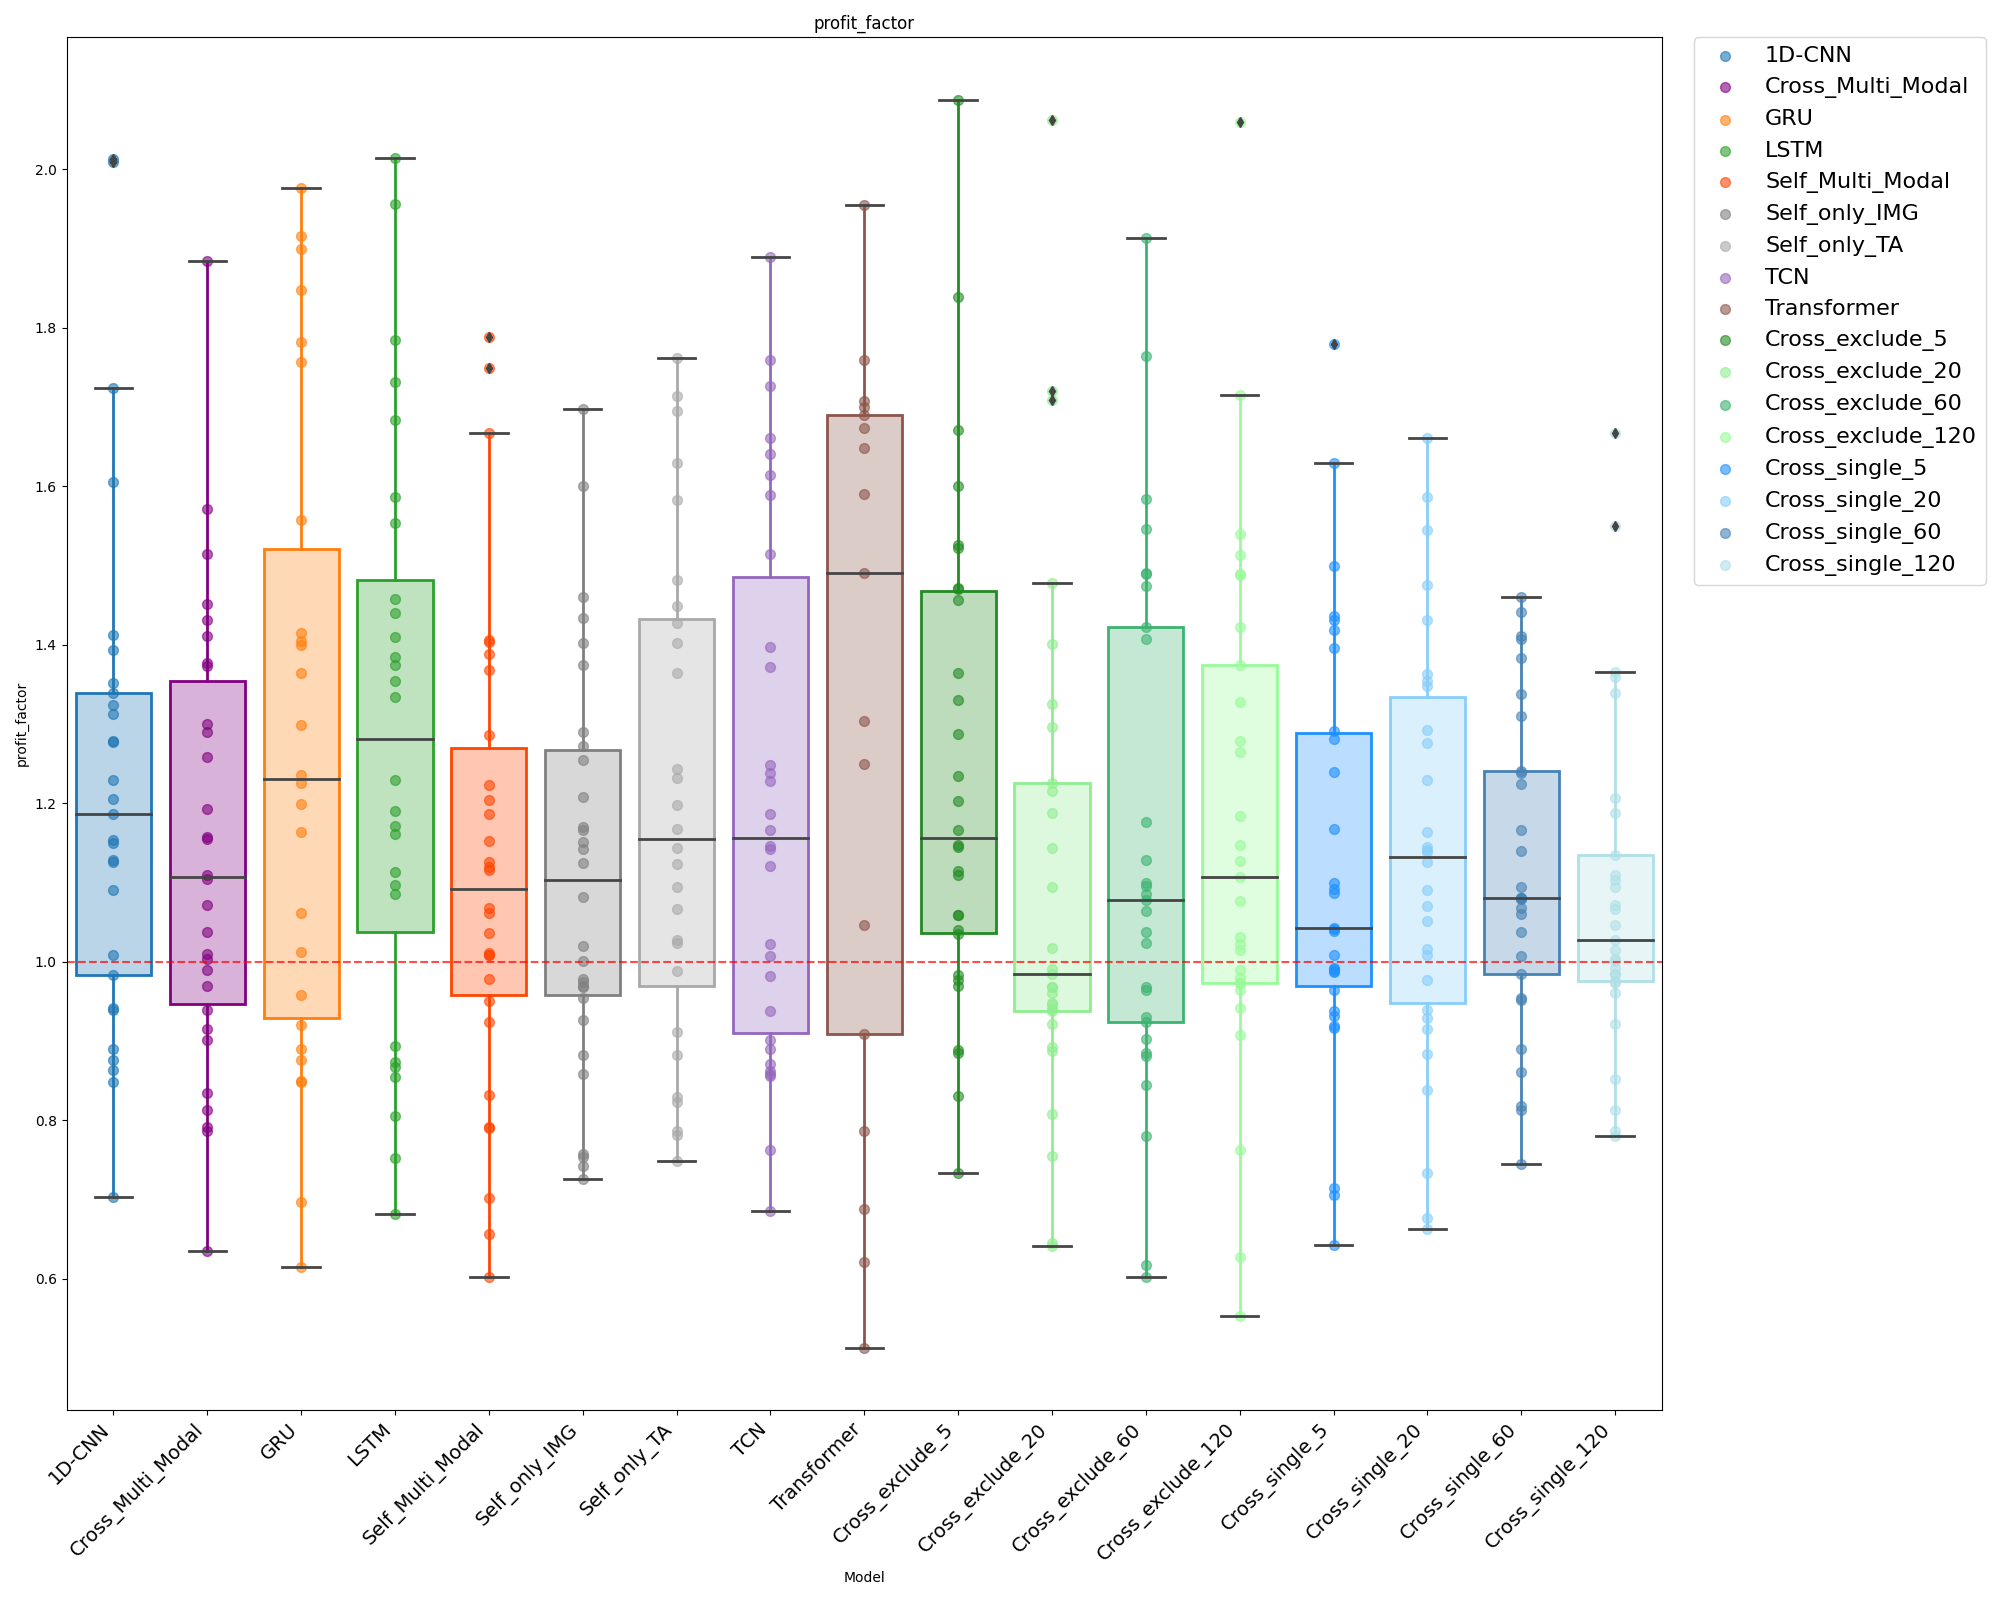 profit_factor
profit_factor
2.0
1.8
1.6
1.4
1.2
1.0
0.8
0.6
1D-CNN
Cross_Multi_Modal
GRU
LSTM
Self_Multi_Modal
Self_only_IMG
Self_only_TA
TCN
Transformer
Cross_exclude_5
Cross_exclude_20
Cross_exclude_60
Cross_exclude_120
Cross_single_5
Cross_single_20
Cross_single_60
Cross_single_120
Model
1D-CNN
Cross_Multi_Modal
GRU
LSTM
Self_Multi_Modal
Self_only_IMG
Self_only_TA
TCN
Transformer
Cross_exclude_5
Cross_exclude_20
Cross_exclude_60
Cross_exclude_120
Cross_single_5
Cross_single_20
Cross_single_60
Cross_single_120